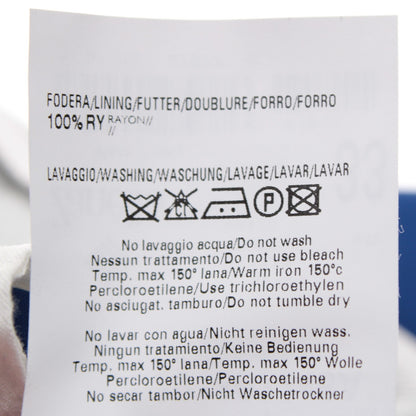 FODERA/LINING/FUTTER/DOUBLURE/FORRO/FORRO
100% RY RAYON//
//
LAVAGGIO/WASHING/WASCHUNG/LAVAGE/LAVAR/LAVAR
CL P
No lavaggio acqua/Do not wash
Nessun trattamento/Do not use bleach
Temp. max 150° lana/Warm iron 150°c
Percloroetilene/Use trichloroethylen
No asciugat. tamburo/Do not tumble dry
No lavar con agua/Nicht reinigen wass.
Ningun tratamiento/Keine Bedienung
Temp. max 150° lana/Temp. max 150° Wolle
Percloroetilene/Percloroetilene
No secar tambor/Nicht Waschetrockner